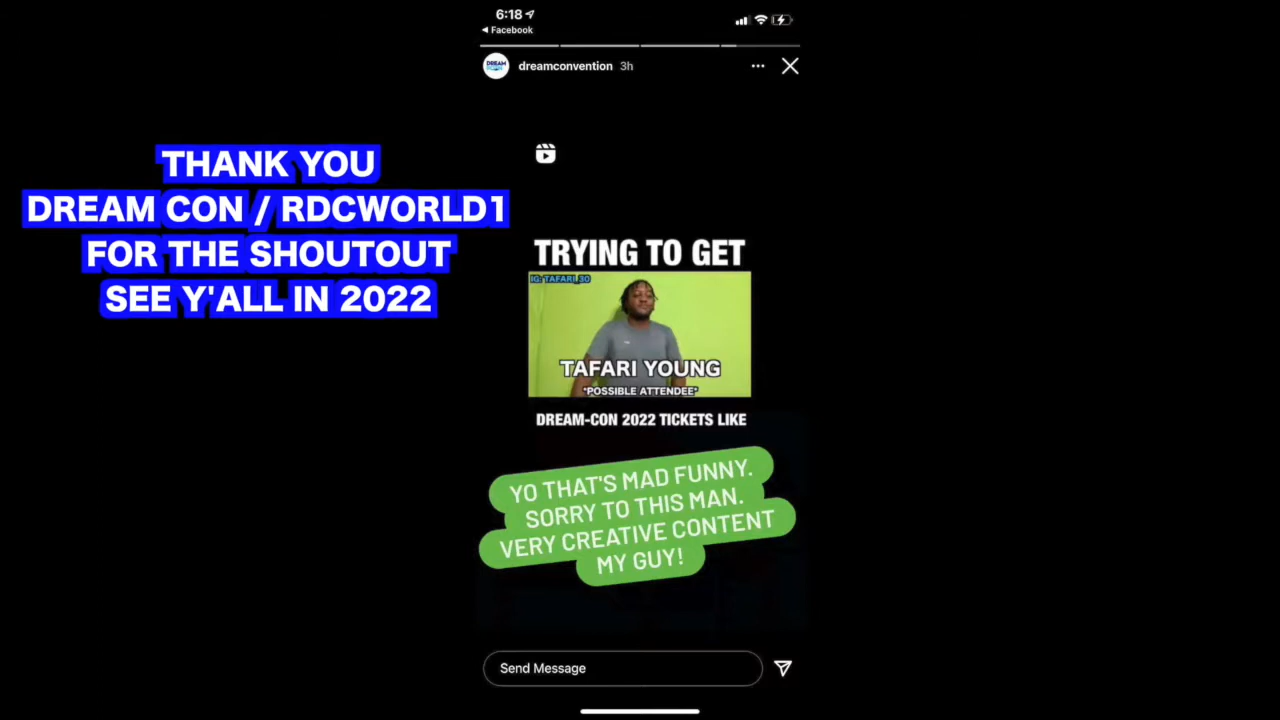 6:18
Facebook
DREAM
dreamconvention 3h
THANK YOU
DREAM CON / RDCWORLD1
FOR THE SHOUTOUT
SEE Y'ALL IN 2022
TRYING TO GET
IG: TAFARI_30
TAFARI YOUNG
*POSSIBLE ATTENDEE*
DREAM-CON 2022 TICKETS LIKE
YO THAT'S MAD FUNNY.
SORRY TO THIS MAN.
VERY CREATIVE CONTENT
MY GUY!
Send Message